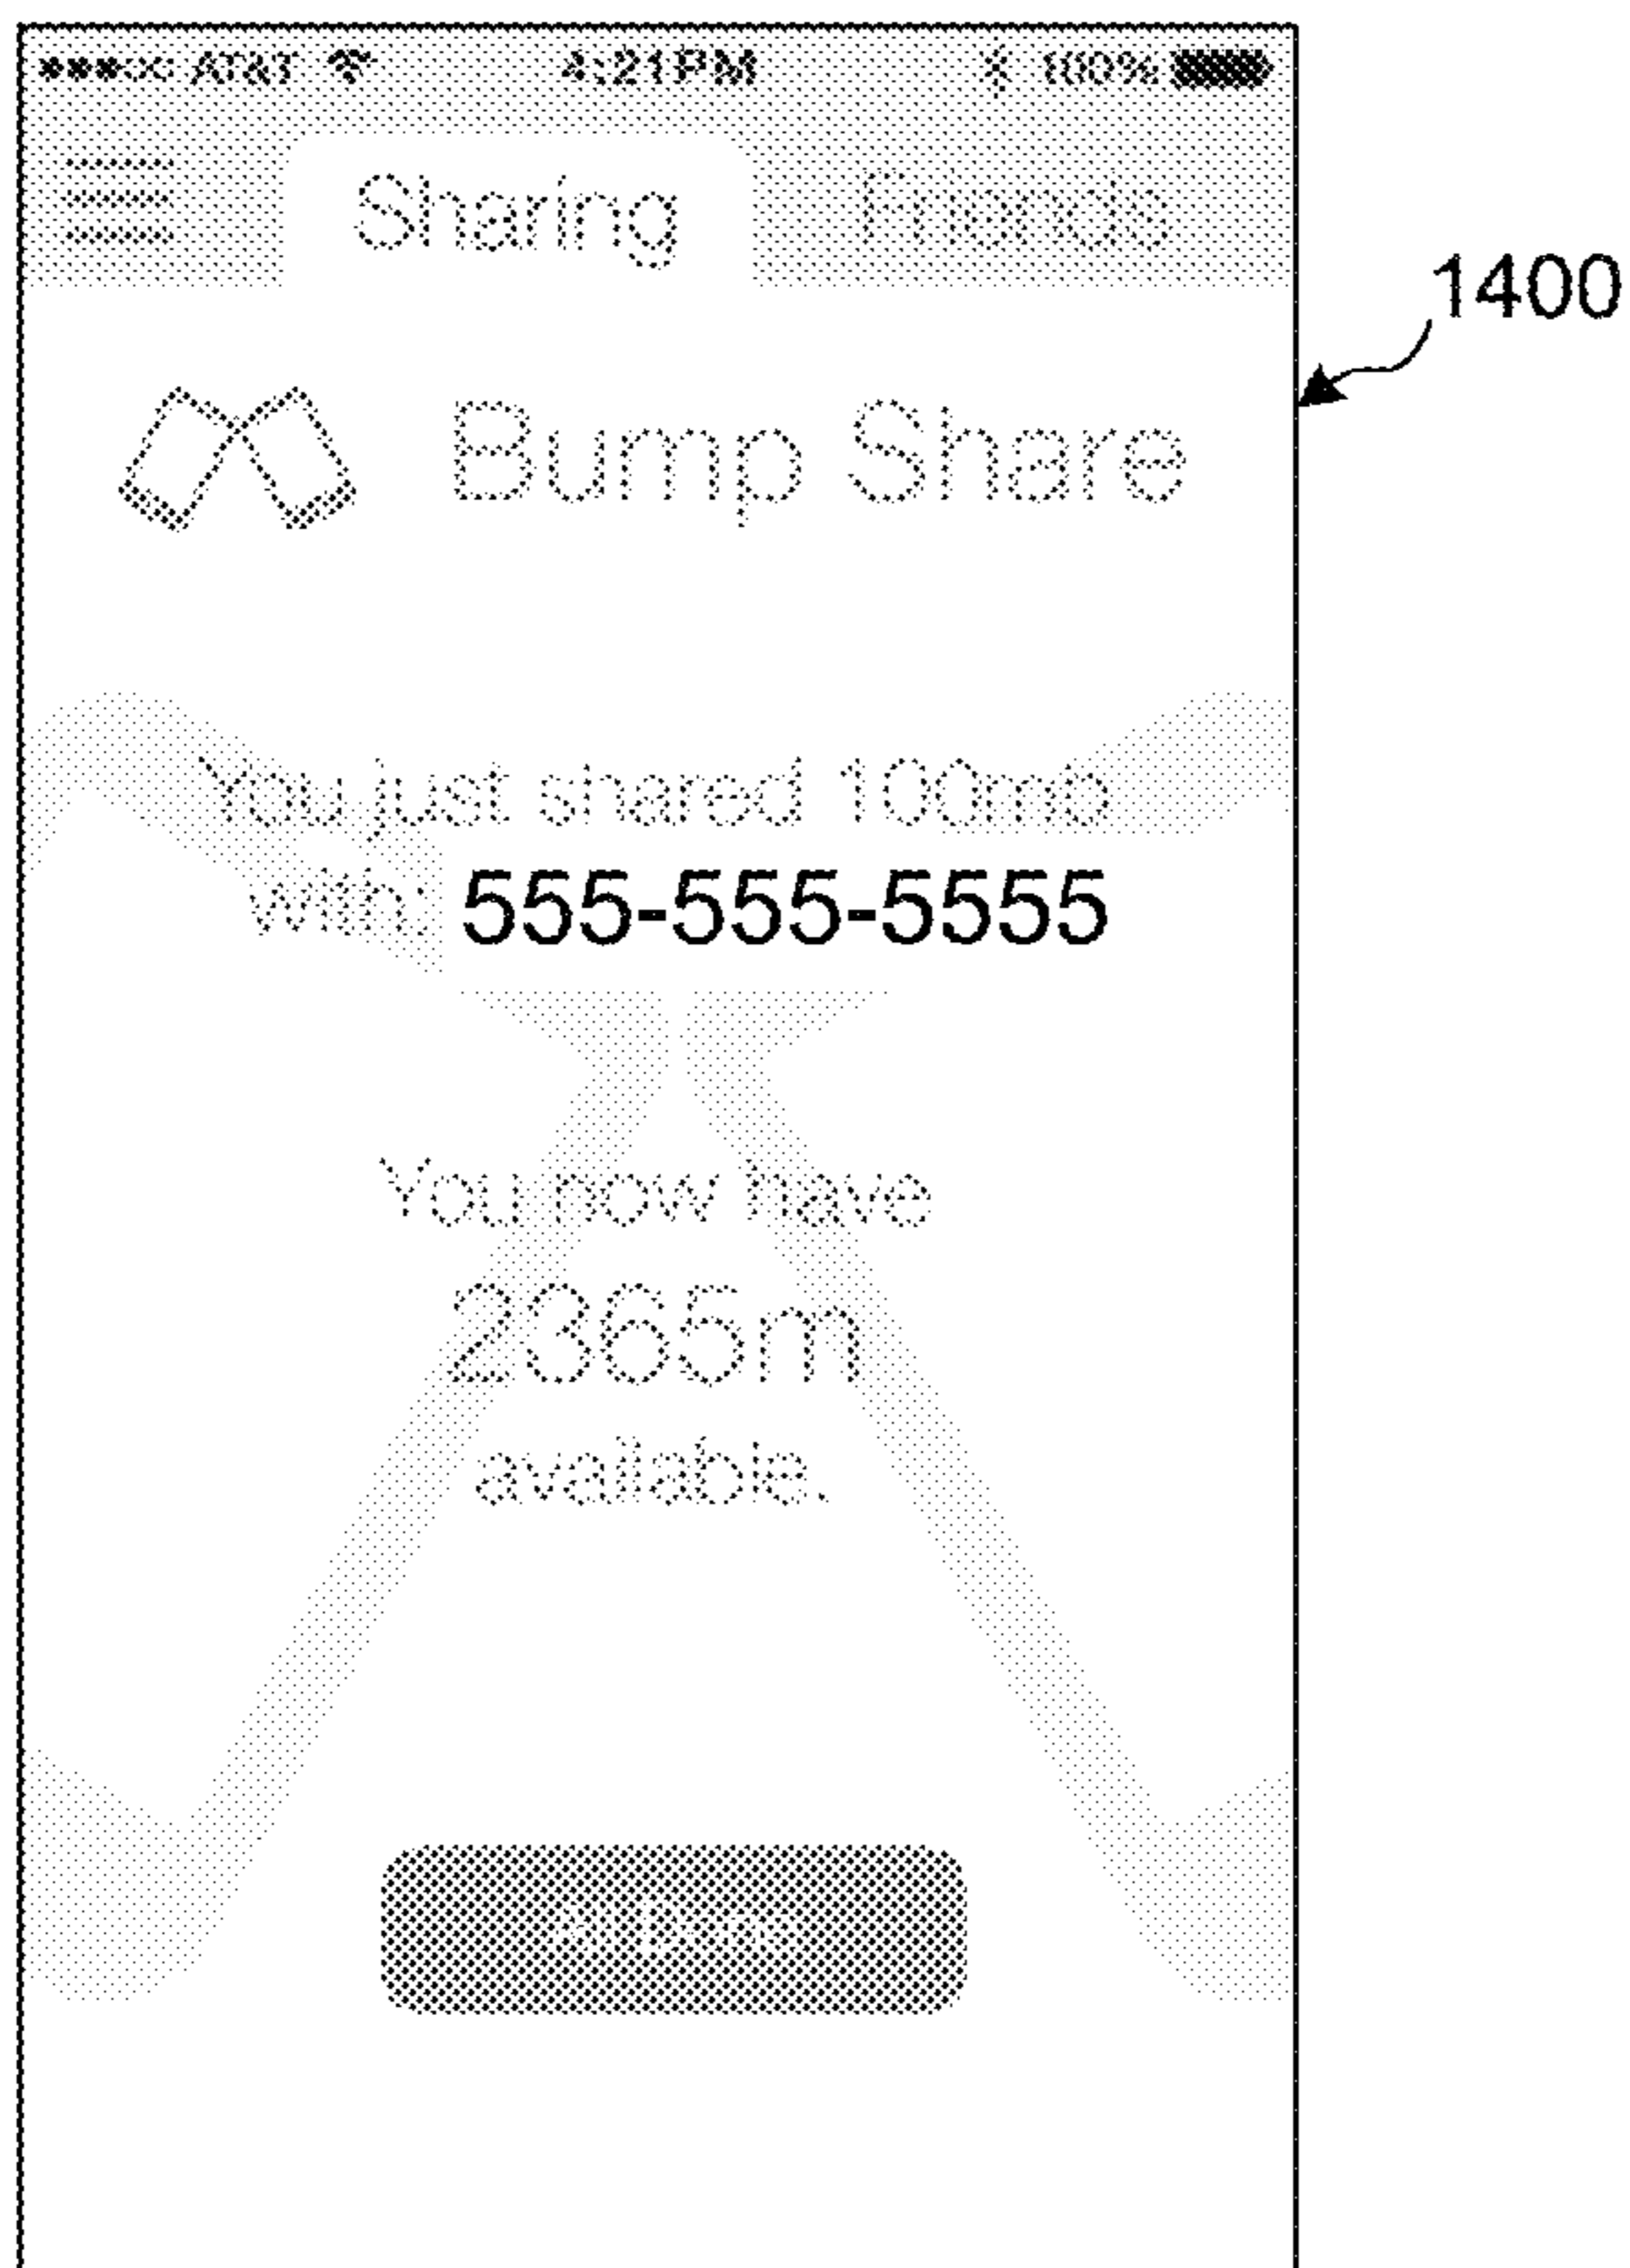 AT&T 4:21PM 100%
Sharing Friends
1400
Bump Share
You just shared 100mb
with: 555-555-5555
You now have
2365m
available.